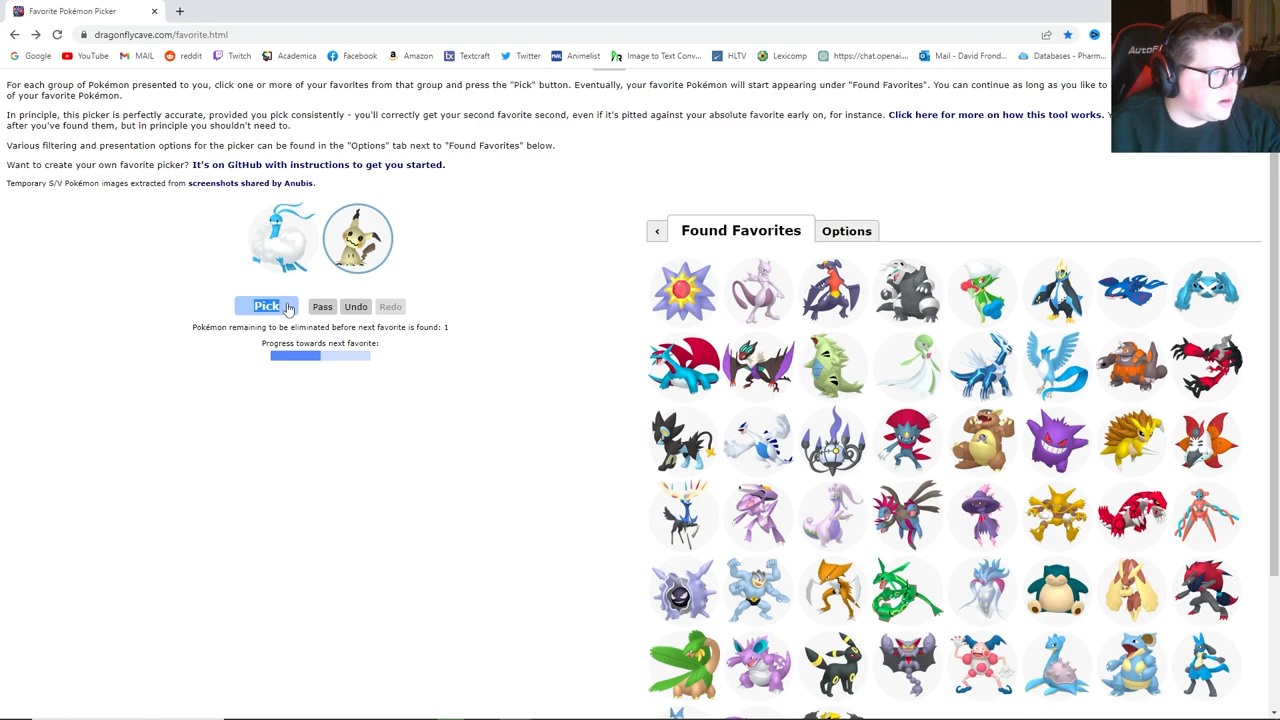 Favorite Pokémon Picker
dragonflycave.com/favorite.html
Google YouTube MAIL reddit Twitch Academica Facebook Amazon Textcraft Twitter Animelist Image to Text Conv... HLTV Lexicomp https://chat.openai... Mail - David Frond... Databases - Pharm...
For each group of Pokémon presented to you, click one or more of your favorites from that group and press the "Pick" button. Eventually, your favorite Pokémon will start appearing under "Found Favorites". You can continue as long as you like to
of your favorite Pokémon.
In principle, this picker is perfectly accurate, provided you pick consistently - you'll correctly get your second favorite second, even if it's pitted against your absolute favorite early on, for instance. Click here for more on how this tool works.
after you've found them, but in principle you shouldn't need to.
Various filtering and presentation options for the picker can be found in the "Options" tab next to "Found Favorites" below.
Want to create your own favorite picker? It's on GitHub with instructions to get you started.
Temporary S/V Pokémon images extracted from screenshots shared by Anubis.
‹ Found Favorites Options
Pick Pass Undo Redo
Pokémon remaining to be eliminated before next favorite is found: 1
Progress towards next favorite: